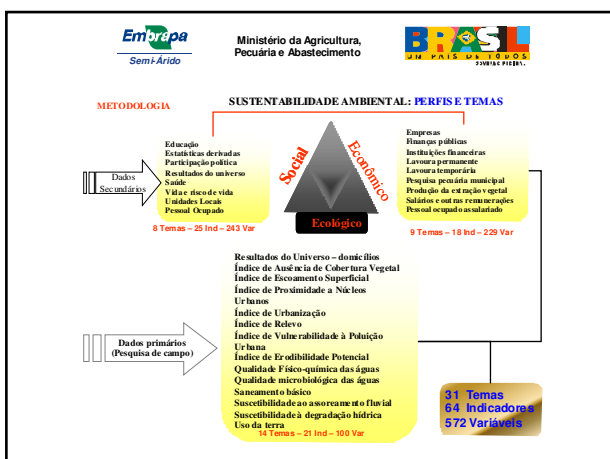 Embrapa
Semi-Árido
Ministério da Agricultura,
Pecuária e Abastecimento
BRASIL
UM PAÍS DE TODOS
GOVERNO FEDERAL
METODOLOGIA
SUSTENTABILIDADE AMBIENTAL: PERFIS E TEMAS
Dados
Secundários
Educação
Estatísticas derivadas
Participação política
Resultados do universo
Saúde
Vida e risco de vida
Unidades Locais
Pessoal Ocupado
8 Temas – 25 Ind – 243 Var
Social
Econômico
Ecológico
Empresas
Finanças públicas
Instituições financeiras
Lavoura permanente
Lavoura temporária
Pesquisa pecuária municipal
Produção da extração vegetal
Salários e outras remunerações
Pessoal ocupado assalariado
9 Temas – 18 Ind – 229 Var
Dados primários
(Pesquisa de campo)
Resultados do Universo – domicílios
Índice de Ausência de Cobertura Vegetal
Índice de Escoamento Superficial
Índice de Proximidade a Núcleos
Urbanos
Índice de Urbanização
Índice de Relevo
Índice de Vulnerabilidade à Poluição
Urbana
Índice de Erodibilidade Potencial
Qualidade Físico-química das águas
Qualidade microbiológica das águas
Saneamento básico
Suscetibilidade ao assoreamento fluvial
Suscetibilidade à degradação hídrica
Uso da terra
14 Temas – 21 Ind – 100 Var
31 Temas
64 Indicadores
572 Variáveis